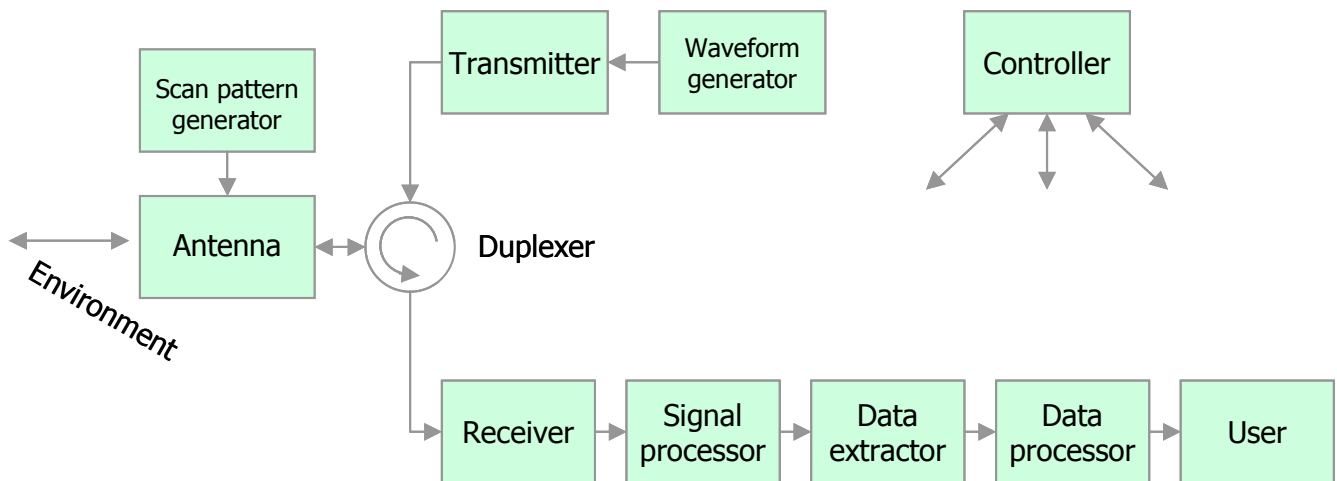 Transmitter
Waveform
generator
Controller
Scan pattern
generator
Antenna
Duplexer
Environment
Receiver
Signal
processor
Data
extractor
Data
processor
User